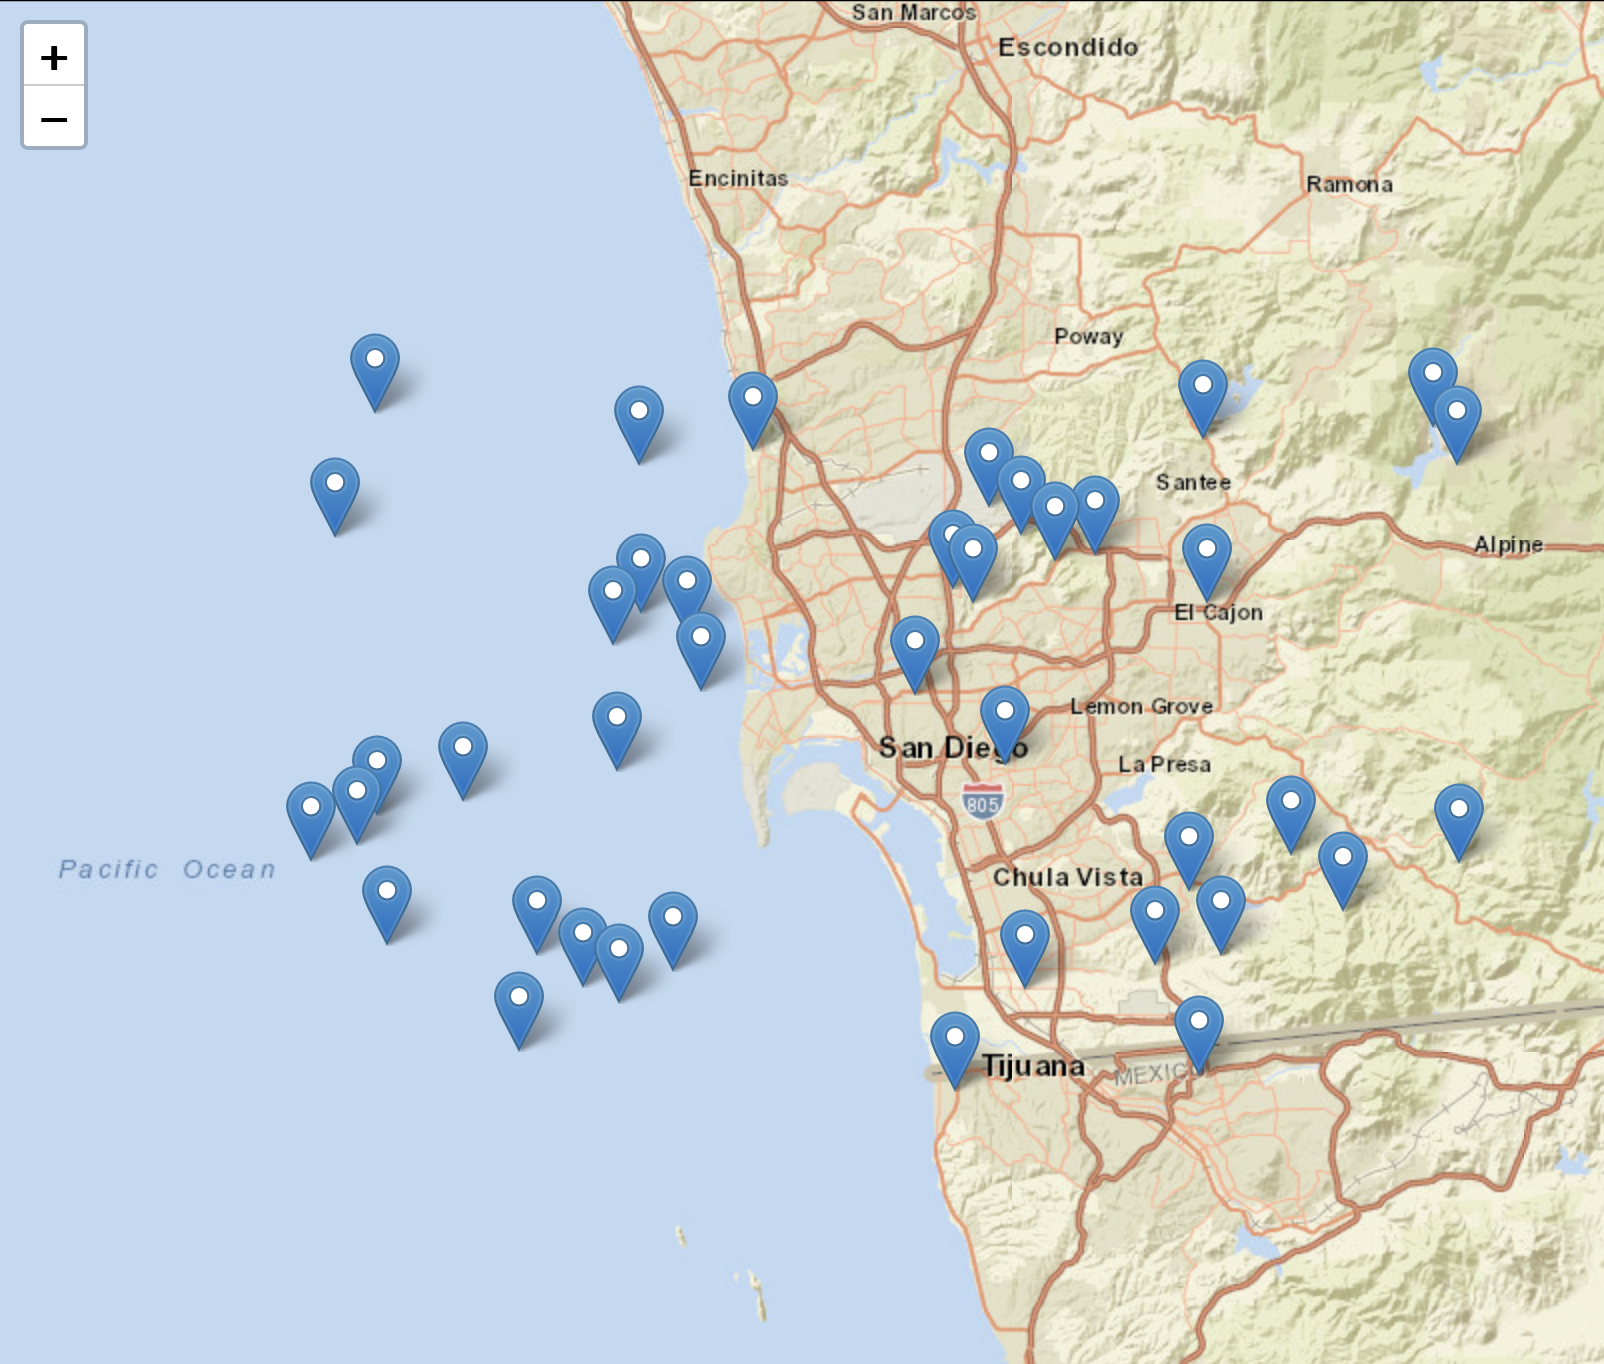 +
−
San Marcos
Escondido
Encinitas
Ramona
Poway
Santee
Alpine
El Cajon
Lemon Grove
San Diego
La Presa
805
Pacific Ocean
Chula Vista
Tijuana
MEXICO